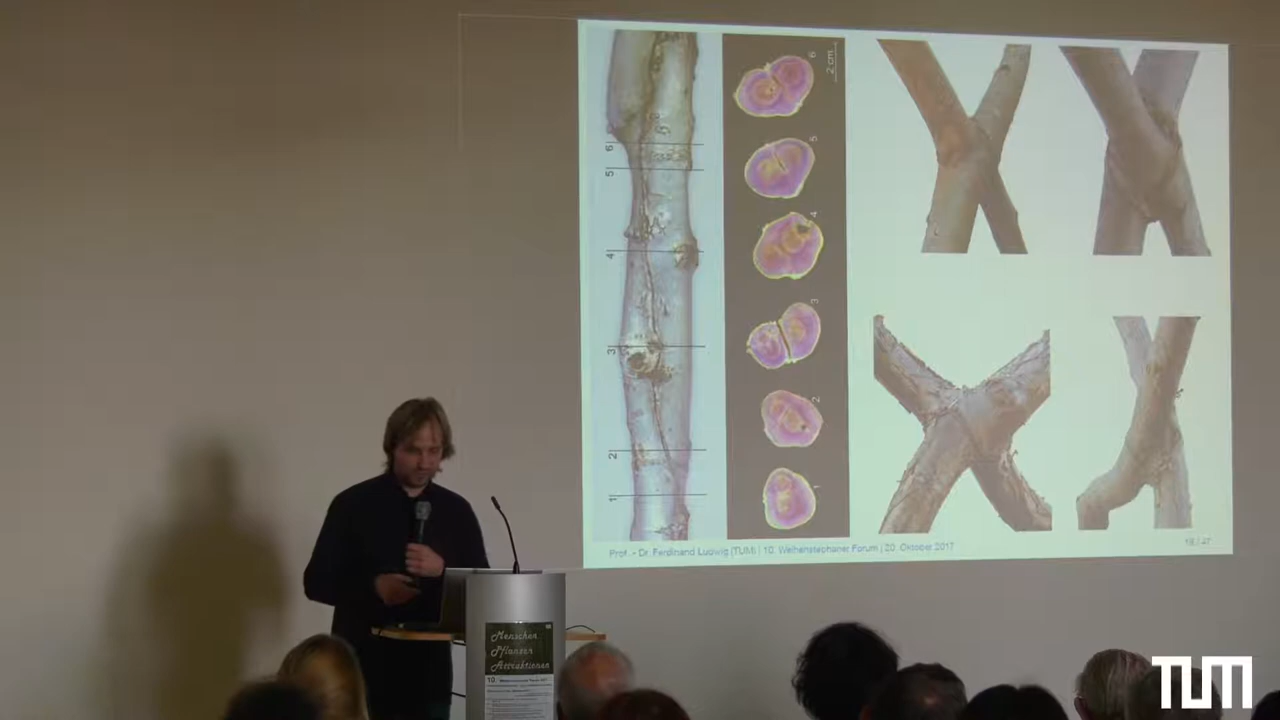 6
5
4
3
2
1
2 cm
6
5
4
3
2
1
Prof. - Dr. Ferdinand Ludwig (TUM) | 10. Weihenstephaner Forum | 20. Oktober 2017
Menschen
Pflanzen
Attraktionen
10.
TUM